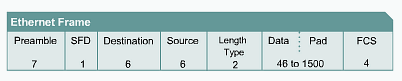 Ethernet Frame
Preamble SFD Destination Source Length Type Data Pad FCS
7 1 6 6 2 46 to 1500 4